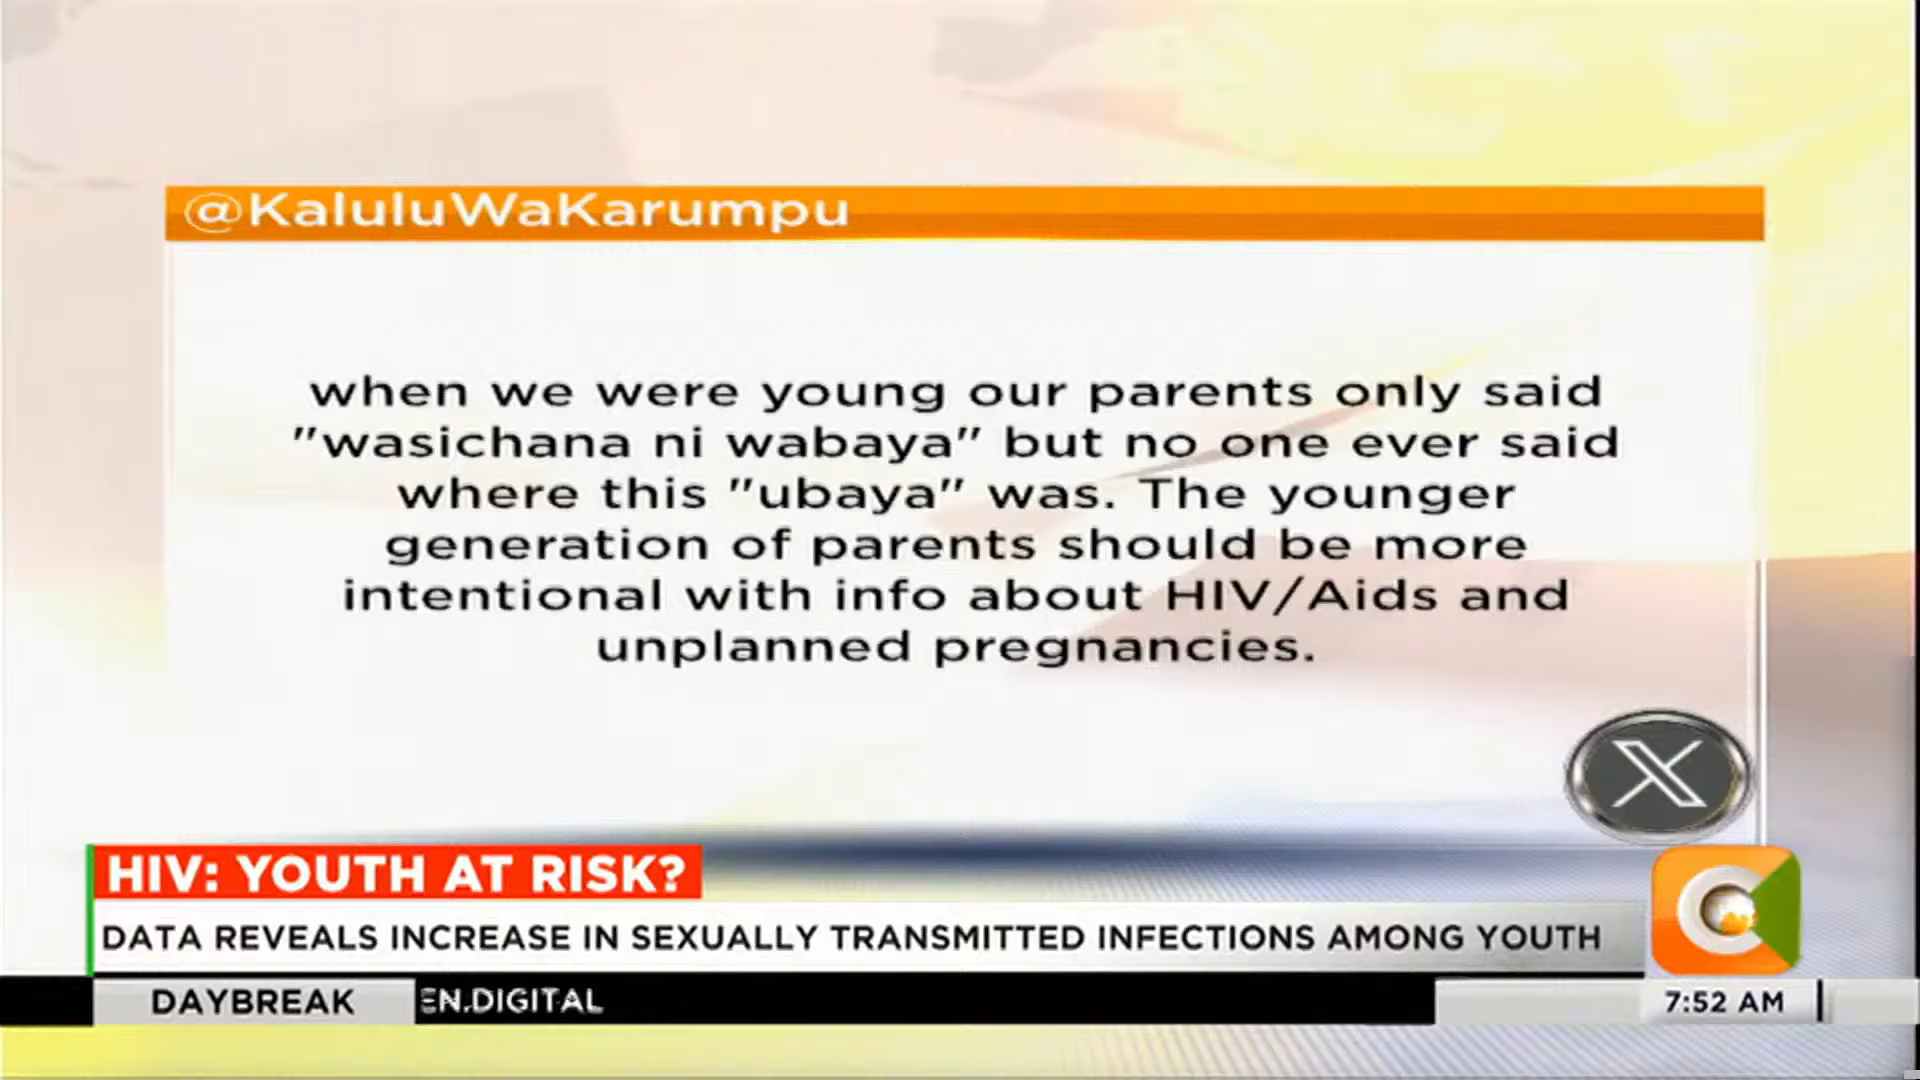 @KaluluWaKarumpu
when we were young our parents only said
"wasichana ni wabaya" but no one ever said
where this "ubaya" was. The younger
generation of parents should be more
intentional with info about HIV/Aids and
unplanned pregnancies.
X
HIV: YOUTH AT RISK?
DATA REVEALS INCREASE IN SEXUALLY TRANSMITTED INFECTIONS AMONG YOUTH
DAYBREAK
EN.DIGITAL
7:52 AM